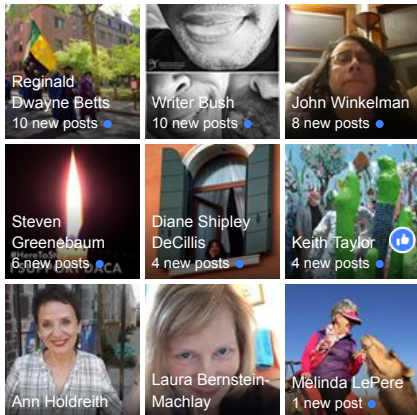 Reginald
Dwayne Betts
10 new posts
Writer Bush
10 new posts
John Winkelman
8 new posts
Steven
Greenebaum
6 new posts
Diane Shipley
DeCillis
4 new posts
Keith Taylor
4 new posts
Ann Holdreith
Laura Bernstein-
Machlay
Melinda LePere
1 new post